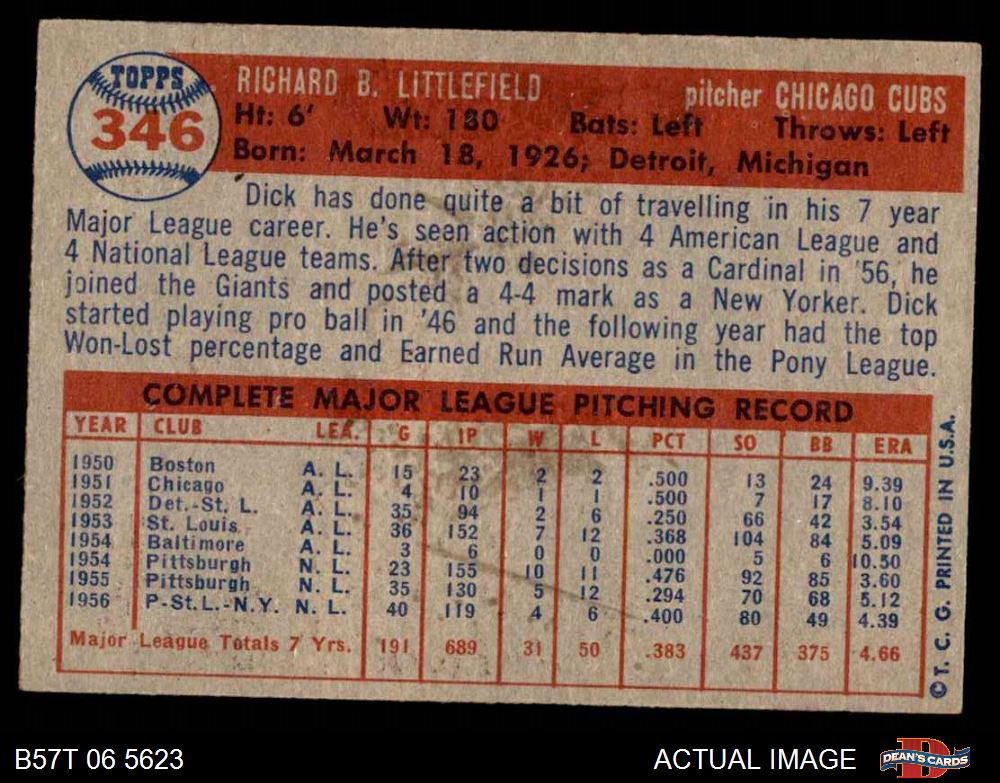 TOPPS
346
RICHARD B. LITTLEFIELD pitcher CHICAGO CUBS
Ht: 6' Wt: 180 Bats: Left Throws: Left
Born: March 18, 1926; Detroit, Michigan
Dick has done quite a bit of travelling in his 7 year
Major League career. He's seen action with 4 American League and
4 National League teams. After two decisions as a Cardinal in '56, he
joined the Giants and posted a 4-4 mark as a New Yorker. Dick
started playing pro ball in '46 and the following year had the top
Won-Lost percentage and Earned Run Average in the Pony League.
COMPLETE MAJOR LEAGUE PITCHING RECORD
YEAR CLUB LEA. G IP W L PCT SO BB ERA
1950 Boston A. L. 15 23 2 2 .500 13 24 9.39
1951 Chicago A. L. 4 10 1 1 .500 7 17 8.10
1952 Det.-St. L. A. L. 35 94 2 6 .250 66 42 3.54
1953 St. Louis A. L. 36 152 7 12 .368 104 84 5.09
1954 Baltimore A. L. 3 6 0 0 .000 5 6 10.50
1954 Pittsburgh N. L. 23 155 10 11 .476 92 85 3.60
1955 Pittsburgh N. L. 35 130 5 12 .294 70 68 5.12
1956 P-St.L.-N.Y. N. L. 40 119 4 6 .400 80 49 4.39
Major League Totals 7 Yrs. 191 689 31 50 .383 437 375 4.66
© T. C. G. PRINTED IN U.S.A.
B57T 06 5623 ACTUAL IMAGE
DEAN'S CARDS